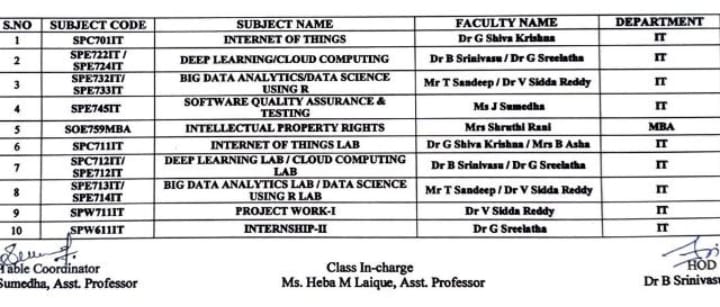 S.NO SUBJECT CODE SUBJECT NAME FACULTY NAME DEPARTMENT
1 SPC701IT INTERNET OF THINGS Dr G Shiva Krishna IT
2 SPE722IT / SPE724IT DEEP LEARNING/CLOUD COMPUTING Dr B Srinivasu / Dr G Sreelatha IT
3 SPE732IT/ SPE733IT BIG DATA ANALYTICS/DATA SCIENCE USING R Mr T Sandeep / Dr V Sidda Reddy IT
4 SPE745IT SOFTWARE QUALITY ASSURANCE & TESTING Ms J Sumedha IT
5 SOE759MBA INTELLECTUAL PROPERTY RIGHTS Mrs Shruthi Rani MBA
6 SPC711IT INTERNET OF THINGS LAB Dr G Shiva Krishna / Mrs B Asha IT
7 SPC712IT/ SPE712IT DEEP LEARNING LAB / CLOUD COMPUTING LAB Dr B Srinivasu / Dr G Sreelatha IT
8 SPE713IT/ SPE714IT BIG DATA ANALYTICS LAB / DATA SCIENCE USING R LAB Mr T Sandeep / Dr V Sidda Reddy IT
9 SPW711IT PROJECT WORK-I Dr V Sidda Reddy IT
10 SPW611IT INTERNSHIP-II Dr G Sreelatha IT
Table Coordinator Class In-charge HOD
Sumedha, Asst. Professor Ms. Heba M Laique, Asst. Professor Dr B Srinivasu